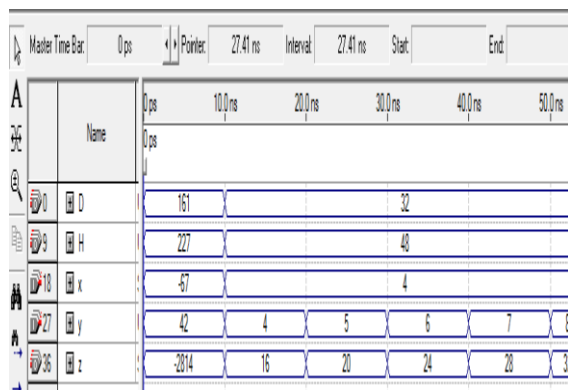 Master Time Bar: 0 ps Pointer: 27.41 ns Interval: 27.41 ns Start: End:
A
Name
0 ps 10.0 ns 20.0 ns 30.0 ns 40.0 ns 50.0 ns
0 ps
0 D 161 32
9 H 227 48
18 x -67 4
27 y 42 4 5 6 7
36 z -2814 16 20 24 28